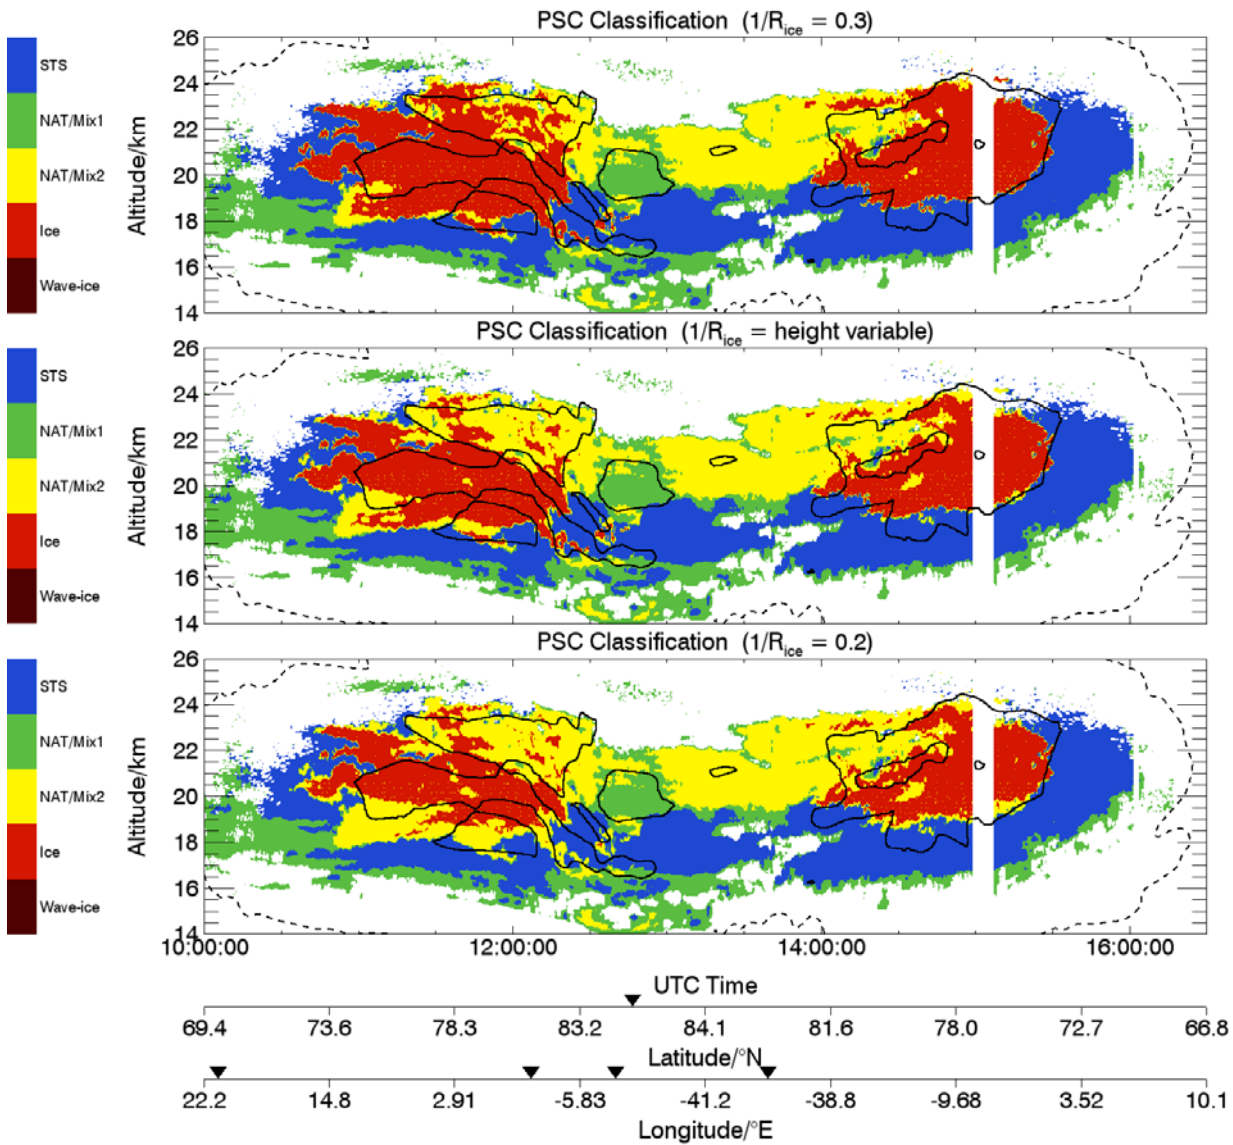 PSC Classification (1/Rice = 0.3)
STS
NAT/Mix1
NAT/Mix2
Ice
Wave-ice
Altitude/km
26
24
22
20
18
16
14
PSC Classification (1/Rice = height variable)
STS
NAT/Mix1
NAT/Mix2
Ice
Wave-ice
Altitude/km
26
24
22
20
18
16
14
PSC Classification (1/Rice = 0.2)
STS
NAT/Mix1
NAT/Mix2
Ice
Wave-ice
Altitude/km
26
24
22
20
18
16
14
10:00:00 12:00:00 14:00:00 16:00:00
UTC Time
69.4 73.6 78.3 83.2 84.1 81.6 78.0 72.7 66.8
Latitude/°N
22.2 14.8 2.91 -5.83 -41.2 -38.8 -9.68 3.52 10.1
Longitude/°E